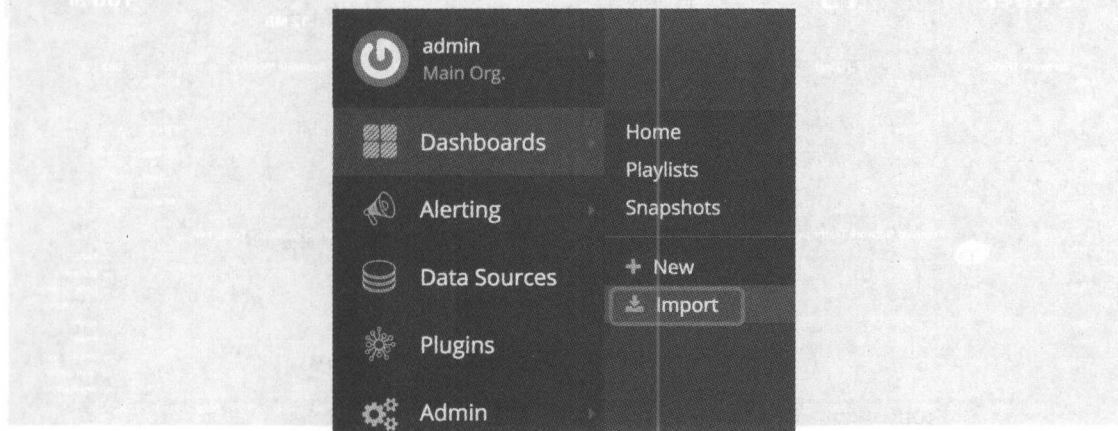 admin
Main Org.
Dashboards
Alerting
Data Sources
Plugins
Admin
Home
Playlists
Snapshots
New
Import